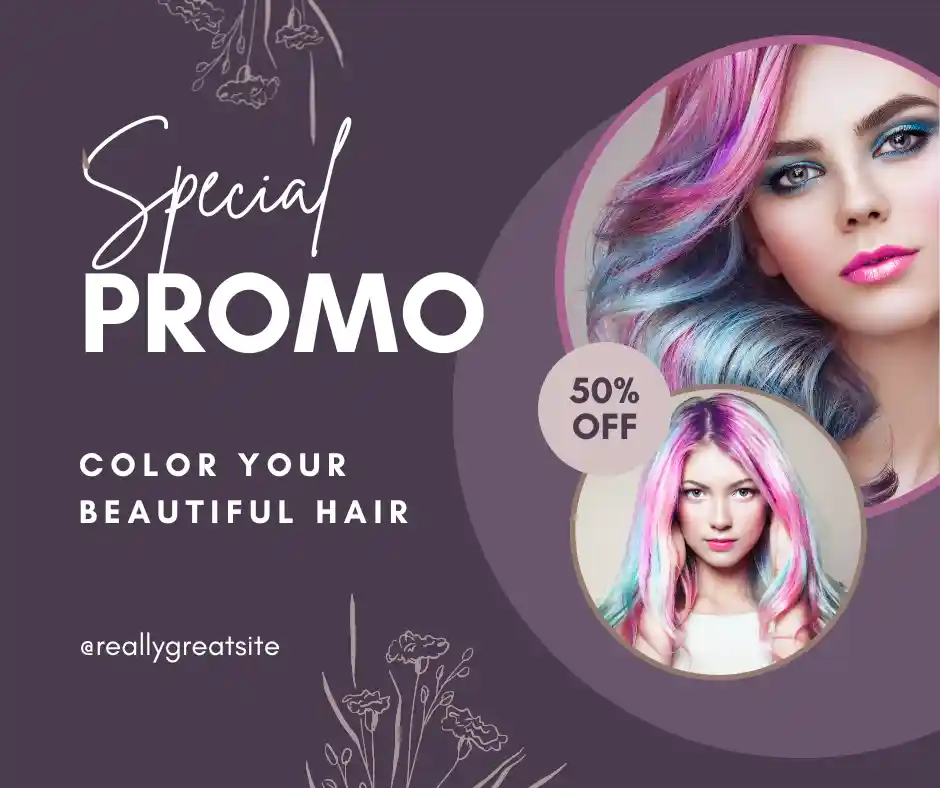 Special
PROMO
50%
OFF
COLOR YOUR
BEAUTIFUL HAIR
@reallygreatsite